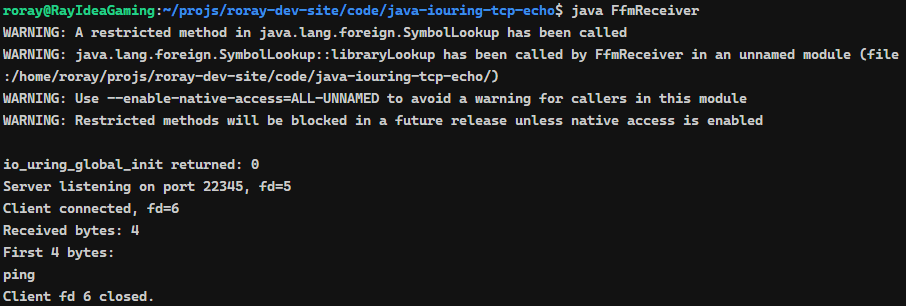 roray@RayIdeaGaming:~/projs/roray-dev-site/code/java-iouring-tcp-echo$ java FfmReceiver
WARNING: A restricted method in java.lang.foreign.SymbolLookup has been called
WARNING: java.lang.foreign.SymbolLookup::libraryLookup has been called by FfmReceiver in an unnamed module (file
:/home/roray/projs/roray-dev-site/code/java-iouring-tcp-echo/)
WARNING: Use --enable-native-access=ALL-UNNAMED to avoid a warning for callers in this module
WARNING: Restricted methods will be blocked in a future release unless native access is enabled
io_uring_global_init returned: 0
Server listening on port 22345, fd=5
Client connected, fd=6
Received bytes: 4
First 4 bytes:
ping
Client fd 6 closed.